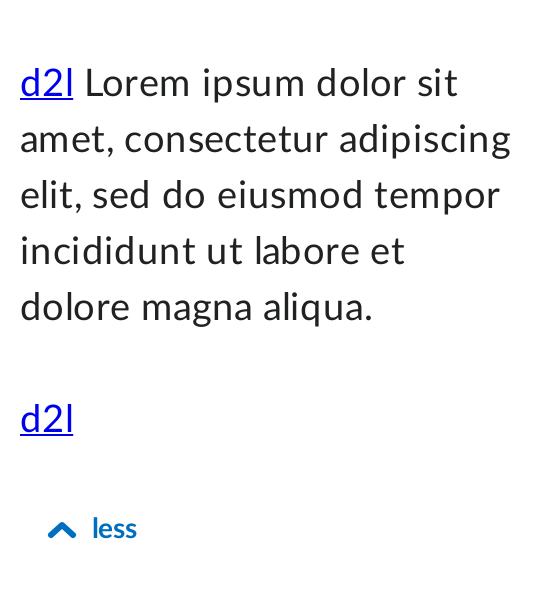 d2l Lorem ipsum dolor sit
amet, consectetur adipiscing
elit, sed do eiusmod tempor
incididunt ut labore et
dolore magna aliqua.
d2l
less